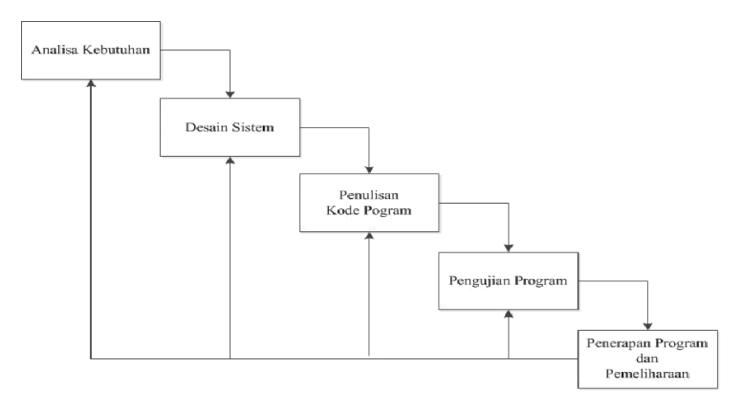 Analisa Kebutuhan
Desain Sistem
Penulisan
Kode Pogram
Pengujian Program
Penerapan Program
dan
Pemeliharaan